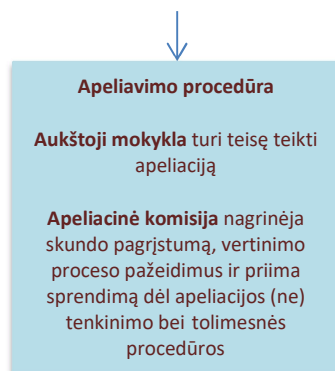 Apeliavimo procedūra
Aukštoji mokykla turi teisę teikti
apeliaciją
Apeliacinė komisija nagrinėja
skundo pagrįstumą, vertinimo
proceso pažeidimus ir priima
sprendimą dėl apeliacijos (ne)
tenkinimo bei tolimesnės
procedūros